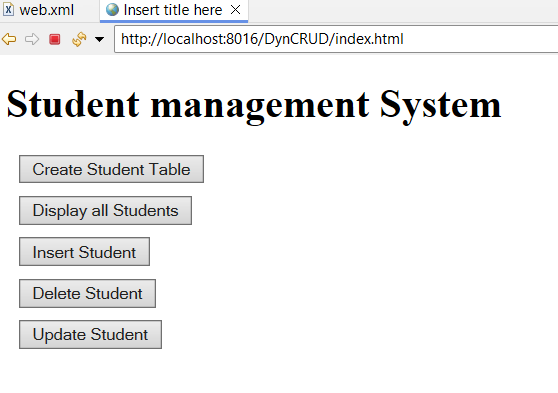 web.xml Insert title here
http://localhost:8016/DynCRUD/index.html
Student management System
Create Student Table
Display all Students
Insert Student
Delete Student
Update Student